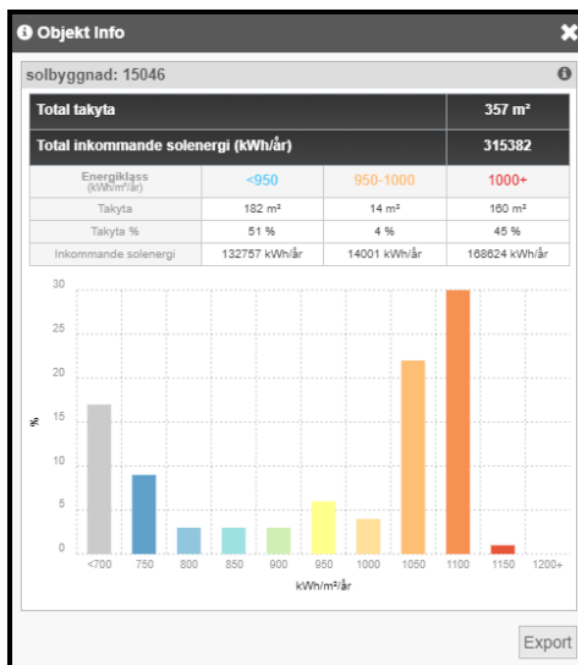 Objekt Info
solbyggnad: 15046
Total takyta 357 m²
Total inkommande solenergi (kWh/år) 315382
Energiklass (kWh/m²/år) <950 950-1000 1000+
Takyta 182 m² 14 m² 160 m²
Takyta % 51 % 4 % 45 %
Inkommande solenergi 132757 kWh/år 14001 kWh/år 168624 kWh/år
30
25
20
15
10
5
0
%
<700 750 800 850 900 950 1000 1050 1100 1150 1200+
kWh/m²/år
Export